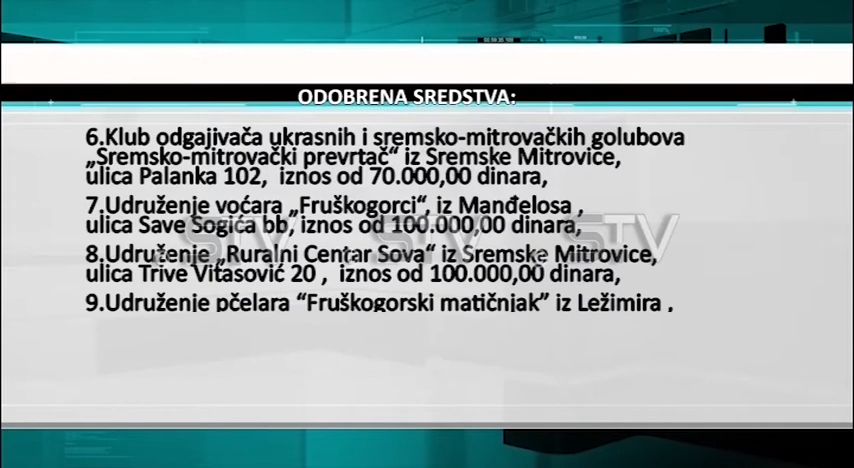 ODOBRENA SREDSTVA:
6.Klub odgajivača ukrasnih i sremsko-mitrovačkih golubova
„Sremsko-mitrovački prevrtač“ iz Sremske Mitrovice,
ulica Palanka 102, iznos od 70.000,00 dinara,
7.Udruženje voćara „Fruškogorci“, iz Manđelosa ,
ulica Save Sogića bb, iznos od 100.000,00 dinara,
STV STV STV
8.Udruženje „Ruralni Centar Sova“ iz Sremske Mitrovice,
ulica Trive Vitasović 20 , iznos od 100.000,00 dinara,
9.Udruženje pčelara “Fruškogorski matičnjak” iz Ležimira ,